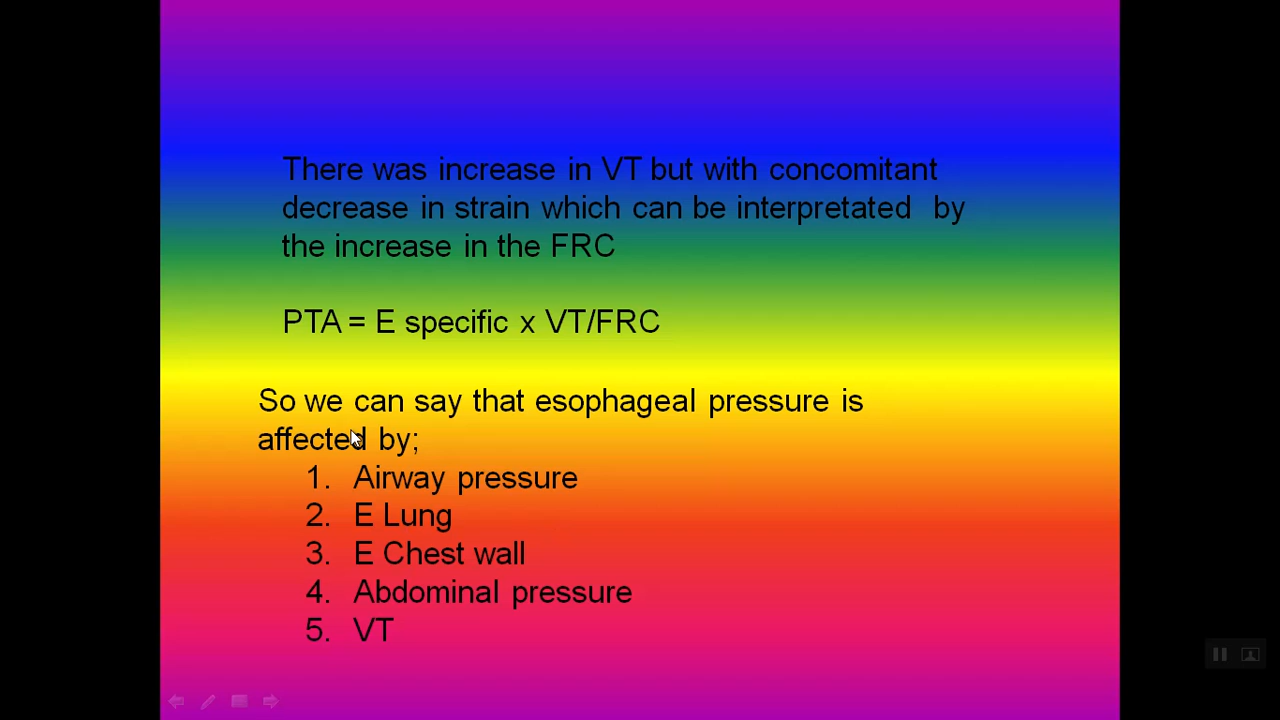 There was increase in VT but with concomitant
decrease in strain which can be interpretated by
the increase in the FRC
PTA = E specific x VT/FRC
So we can say that esophageal pressure is
affected by;
1. Airway pressure
2. E Lung
3. E Chest wall
4. Abdominal pressure
5. VT